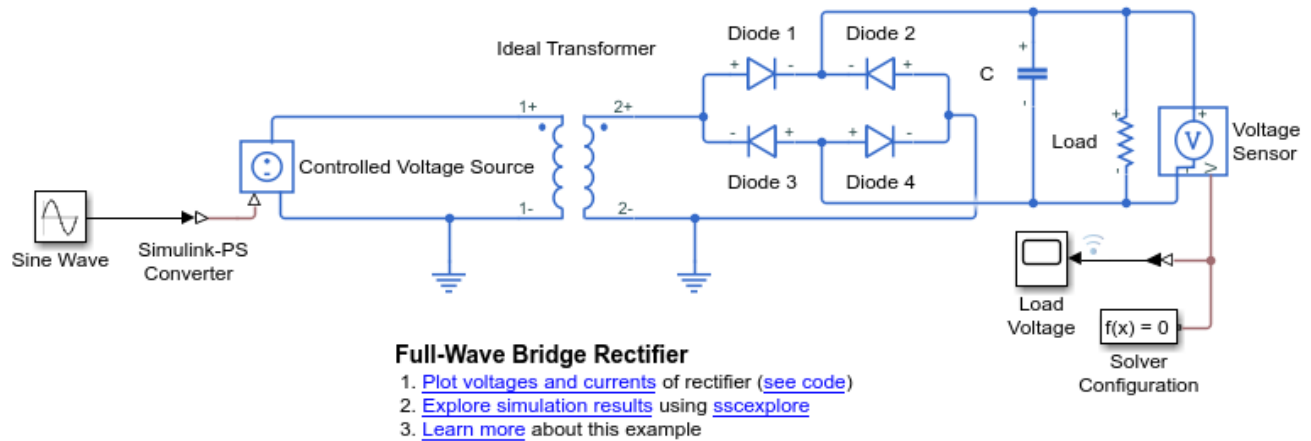 Diode 1
Diode 2
Ideal Transformer
+
-
-
+
+
C
1+
2+
-
+
-
+
-
+
+
Load
V
Voltage
Sensor
Controlled Voltage Source
-
-
V
Diode 3
Diode 4
1-
2-
Sine Wave
Simulink-PS
Converter
Load
Voltage
f(x) = 0
Solver
Configuration
Full-Wave Bridge Rectifier
1. Plot voltages and currents of rectifier (see code)
2. Explore simulation results using sscexplore
3. Learn more about this example